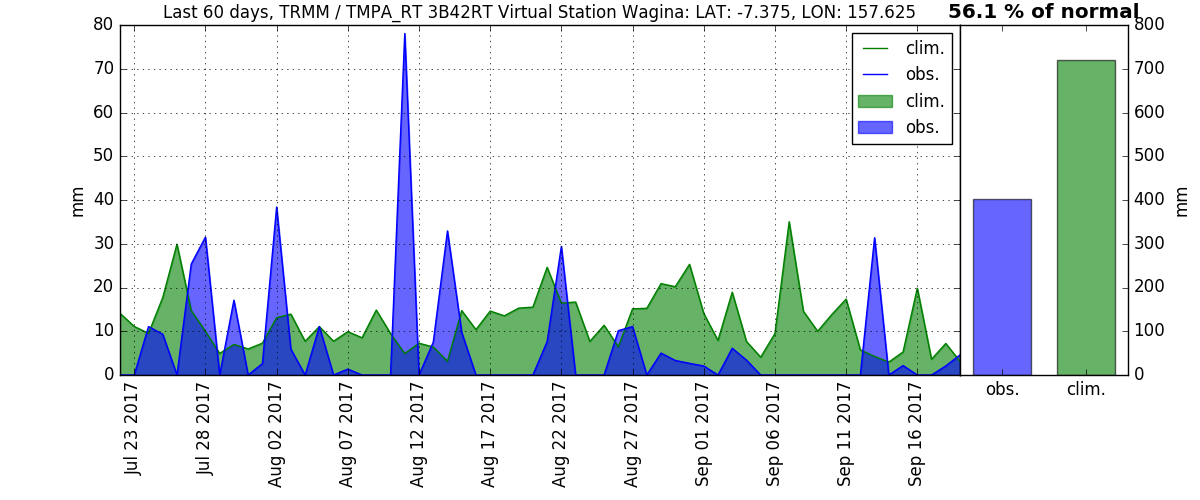 Last 60 days, TRMM / TMPA_RT 3B42RT Virtual Station Wagina: LAT: -7.375, LON: 157.625
56.1 % of normal
80
70
60
50
40
30
20
10
0
mm
clim.
obs.
clim.
obs.
Jul 23 2017
Jul 28 2017
Aug 02 2017
Aug 07 2017
Aug 12 2017
Aug 17 2017
Aug 22 2017
Aug 27 2017
Sep 01 2017
Sep 06 2017
Sep 11 2017
Sep 16 2017
800
700
600
500
400
300
200
100
0
mm
obs. clim.